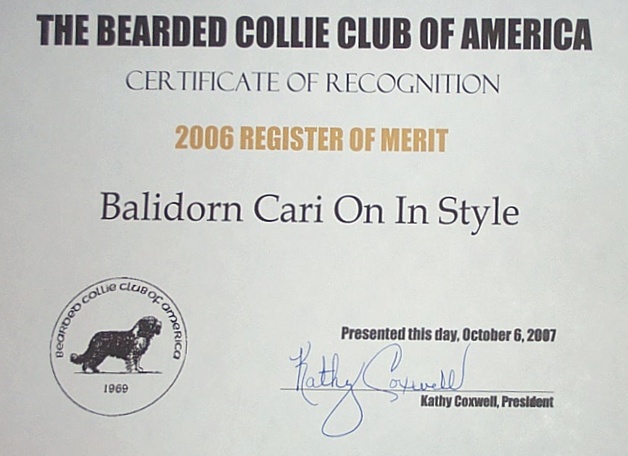 THE BEARDED COLLIE CLUB OF AMERICA
CERTIFICATE OF RECOGNITION
2006 REGISTER OF MERIT
Balidorn Cari On In Style
BEARDED COLLIE CLUB OF AMERICA
1969
Presented this day, October 6, 2007
Kathy Coxwell
Kathy Coxwell, President